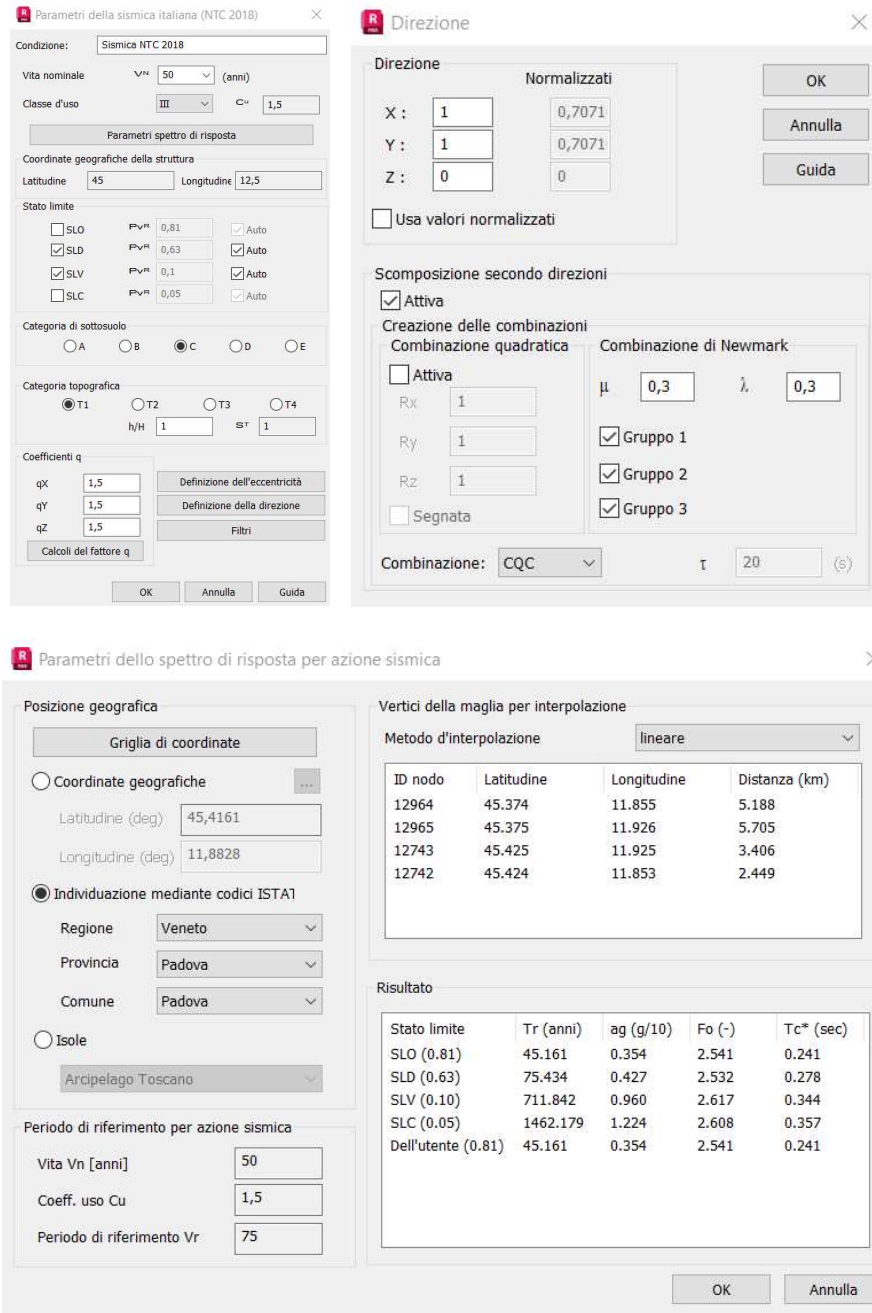 Parametri della sismica italiana (NTC 2018)
Condizione: Sismica NTC 2018
Vita nominale VN 50 (anni)
Classe d'uso III Cu 1,5
Parametri spettro di risposta
Coordinate geografiche della struttura
Latitudine 45 Longitudine 12,5
Stato limite
SLO PVR 0,81 Auto
SLD PVR 0,63 Auto
SLV PVR 0,1 Auto
SLC PVR 0,05 Auto
Categoria di sottosuolo
A B C D E
Categoria topografica
T1 T2 T3 T4
h/H 1 ST 1
Coefficienti q
qX 1,5 Definizione dell'eccentricità
qY 1,5 Definizione della direzione
qZ 1,5 Filtri
Calcoli del fattore q
OK Annulla Guida
Direzione
Direzione
Normalizzati
X : 1 0,7071
Y : 1 0,7071
Z : 0 0
Usa valori normalizzati
OK
Annulla
Guida
Scomposizione secondo direzioni
Attiva
Creazione delle combinazioni
Combinazione quadratica
Attiva
Rx 1
Ry 1
Rz 1
Segnata
Combinazione di Newmark
μ 0,3 λ 0,3
Gruppo 1
Gruppo 2
Gruppo 3
Combinazione: CQC τ 20 (s)
Parametri dello spettro di risposta per azione sismica
Posizione geografica
Griglia di coordinate
Coordinate geografiche ...
Latitudine (deg) 45,4161
Longitudine (deg) 11,8828
Individuazione mediante codici ISTAT
Regione Veneto
Provincia Padova
Comune Padova
Isole
Arcipelago Toscano
Periodo di riferimento per azione sismica
Vita Vn [anni] 50
Coeff. uso Cu 1,5
Periodo di riferimento Vr 75
Vertici della maglia per interpolazione
Metodo d'interpolazione lineare
ID nodo Latitudine Longitudine Distanza (km)
12964 45.374 11.855 5.188
12965 45.375 11.926 5.705
12743 45.425 11.925 3.406
12742 45.424 11.853 2.449
Risultato
Stato limite Tr (anni) ag (g/10) Fo (-) Tc* (sec)
SLO (0.81) 45.161 0.354 2.541 0.241
SLD (0.63) 75.434 0.427 2.532 0.278
SLV (0.10) 711.842 0.960 2.617 0.344
SLC (0.05) 1462.179 1.224 2.608 0.357
Dell'utente (0.81) 45.161 0.354 2.541 0.241
OK Annulla